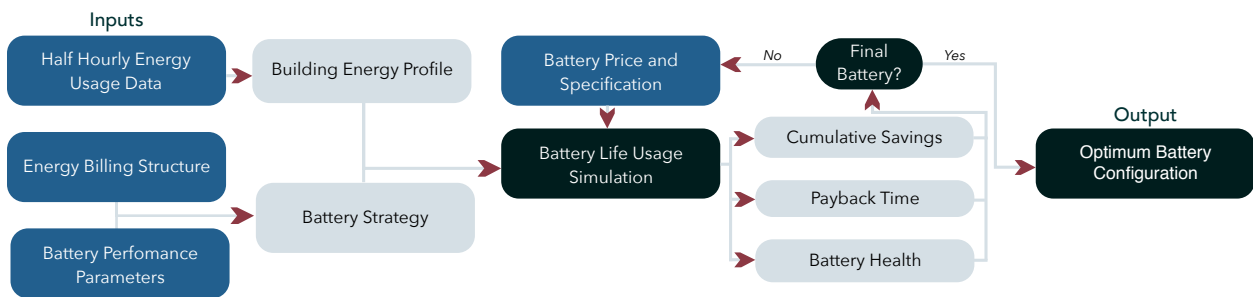 Inputs
Half Hourly Energy
Usage Data
Building Energy Profile
Energy Billing Structure
Battery Strategy
Battery Perfomance
Parameters
Battery Price and
Specification
No
Final
Battery?
Yes
Battery Life Usage
Simulation
Cumulative Savings
Payback Time
Battery Health
Output
Optimum Battery
Configuration